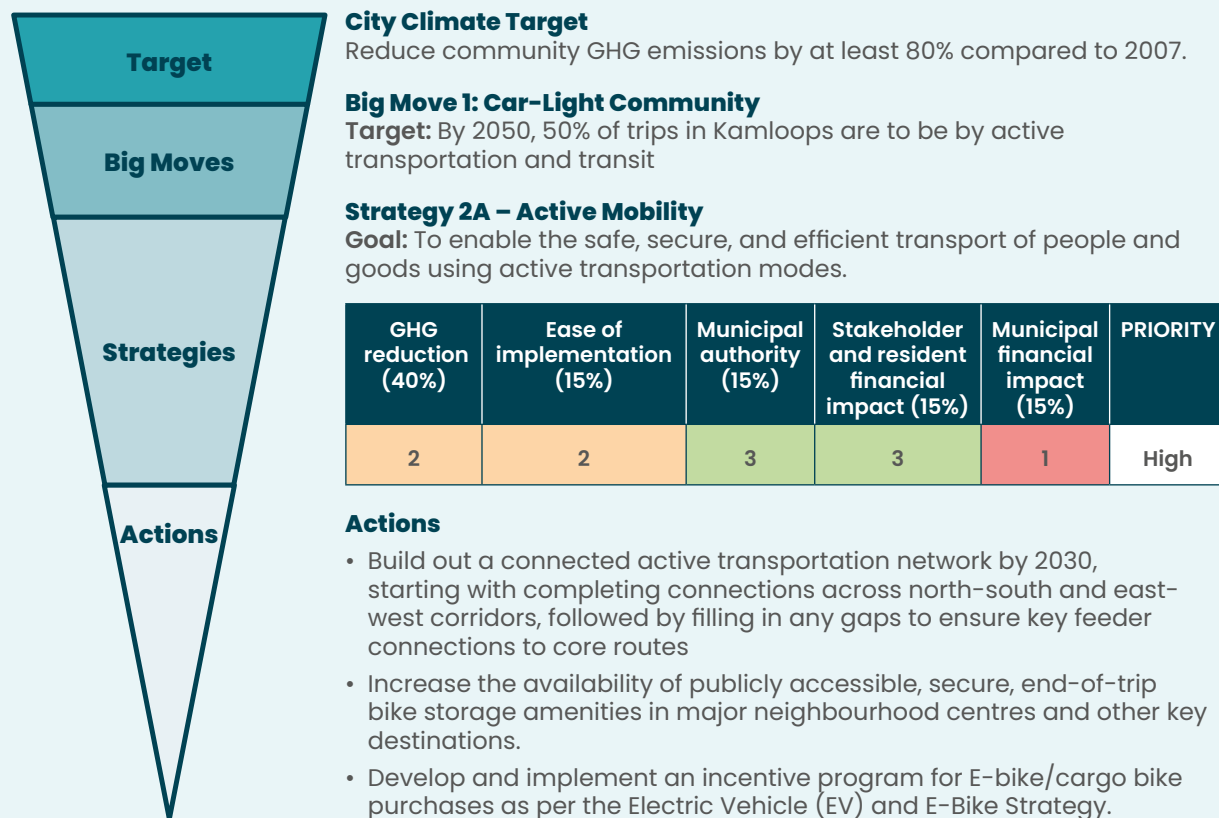 Target
Big Moves
Strategies
Actions
City Climate Target
Reduce community GHG emissions by at least 80% compared to 2007.
Big Move 1: Car-Light Community
Target: By 2050, 50% of trips in Kamloops are to be by active
transportation and transit
Strategy 2A – Active Mobility
Goal: To enable the safe, secure, and efficient transport of people and
goods using active transportation modes.
GHG
reduction
(40%)
Ease of
implementation
(15%)
Municipal
authority
(15%)
Stakeholder
and resident
financial
impact (15%)
Municipal
financial
impact
(15%)
PRIORITY
2
2
3
3
1
High
Actions
• Build out a connected active transportation network by 2030,
starting with completing connections across north-south and east-
west corridors, followed by filling in any gaps to ensure key feeder
connections to core routes
• Increase the availability of publicly accessible, secure, end-of-trip
bike storage amenities in major neighbourhood centres and other key
destinations.
• Develop and implement an incentive program for E-bike/cargo bike
purchases as per the Electric Vehicle (EV) and E-Bike Strategy.